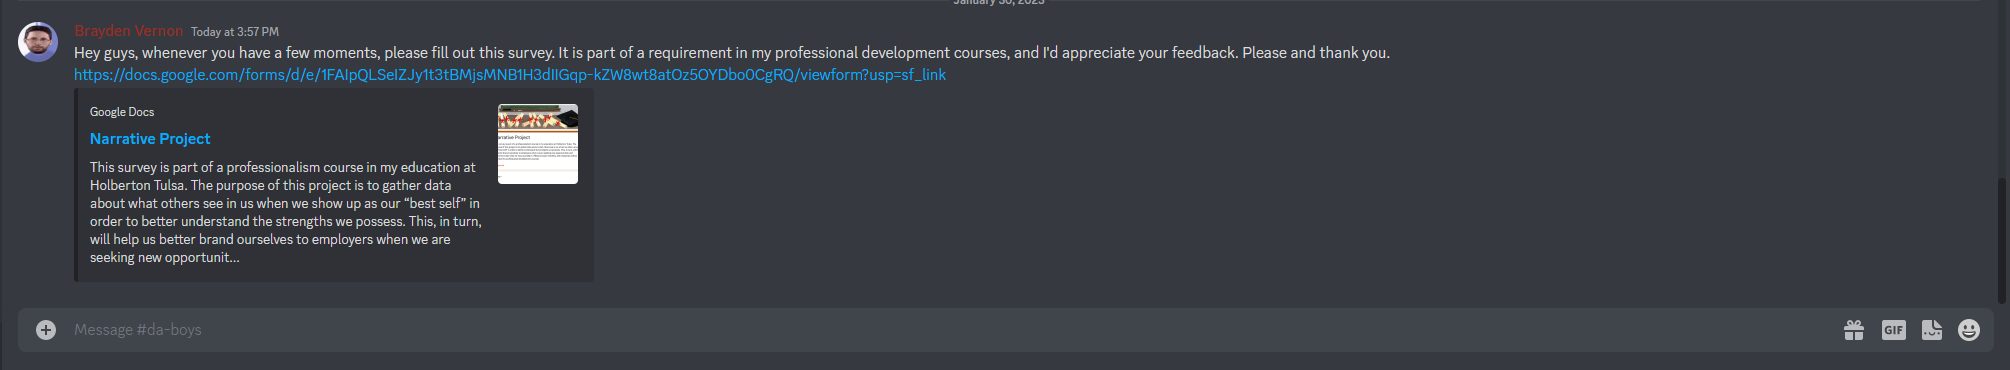 January 30, 2023
Brayden Vernon Today at 3:57 PM
Hey guys, whenever you have a few moments, please fill out this survey. It is part of a requirement in my professional development courses, and I'd appreciate your feedback. Please and thank you.
https://docs.google.com/forms/d/e/1FAIpQLSeIZJy1t3tBMjsMNB1H3dIIGqp-kZW8wt8atOz5OYDbo0CgRQ/viewform?usp=sf_link
Google Docs
Narrative Project
This survey is part of a professionalism course in my education at
Holberton Tulsa. The purpose of this project is to gather data
about what others see in us when we show up as our “best self” in
order to better understand the strengths we possess. This, in turn,
will help us better brand ourselves to employers when we are
seeking new opportunit...
Message #da-boys
GIF